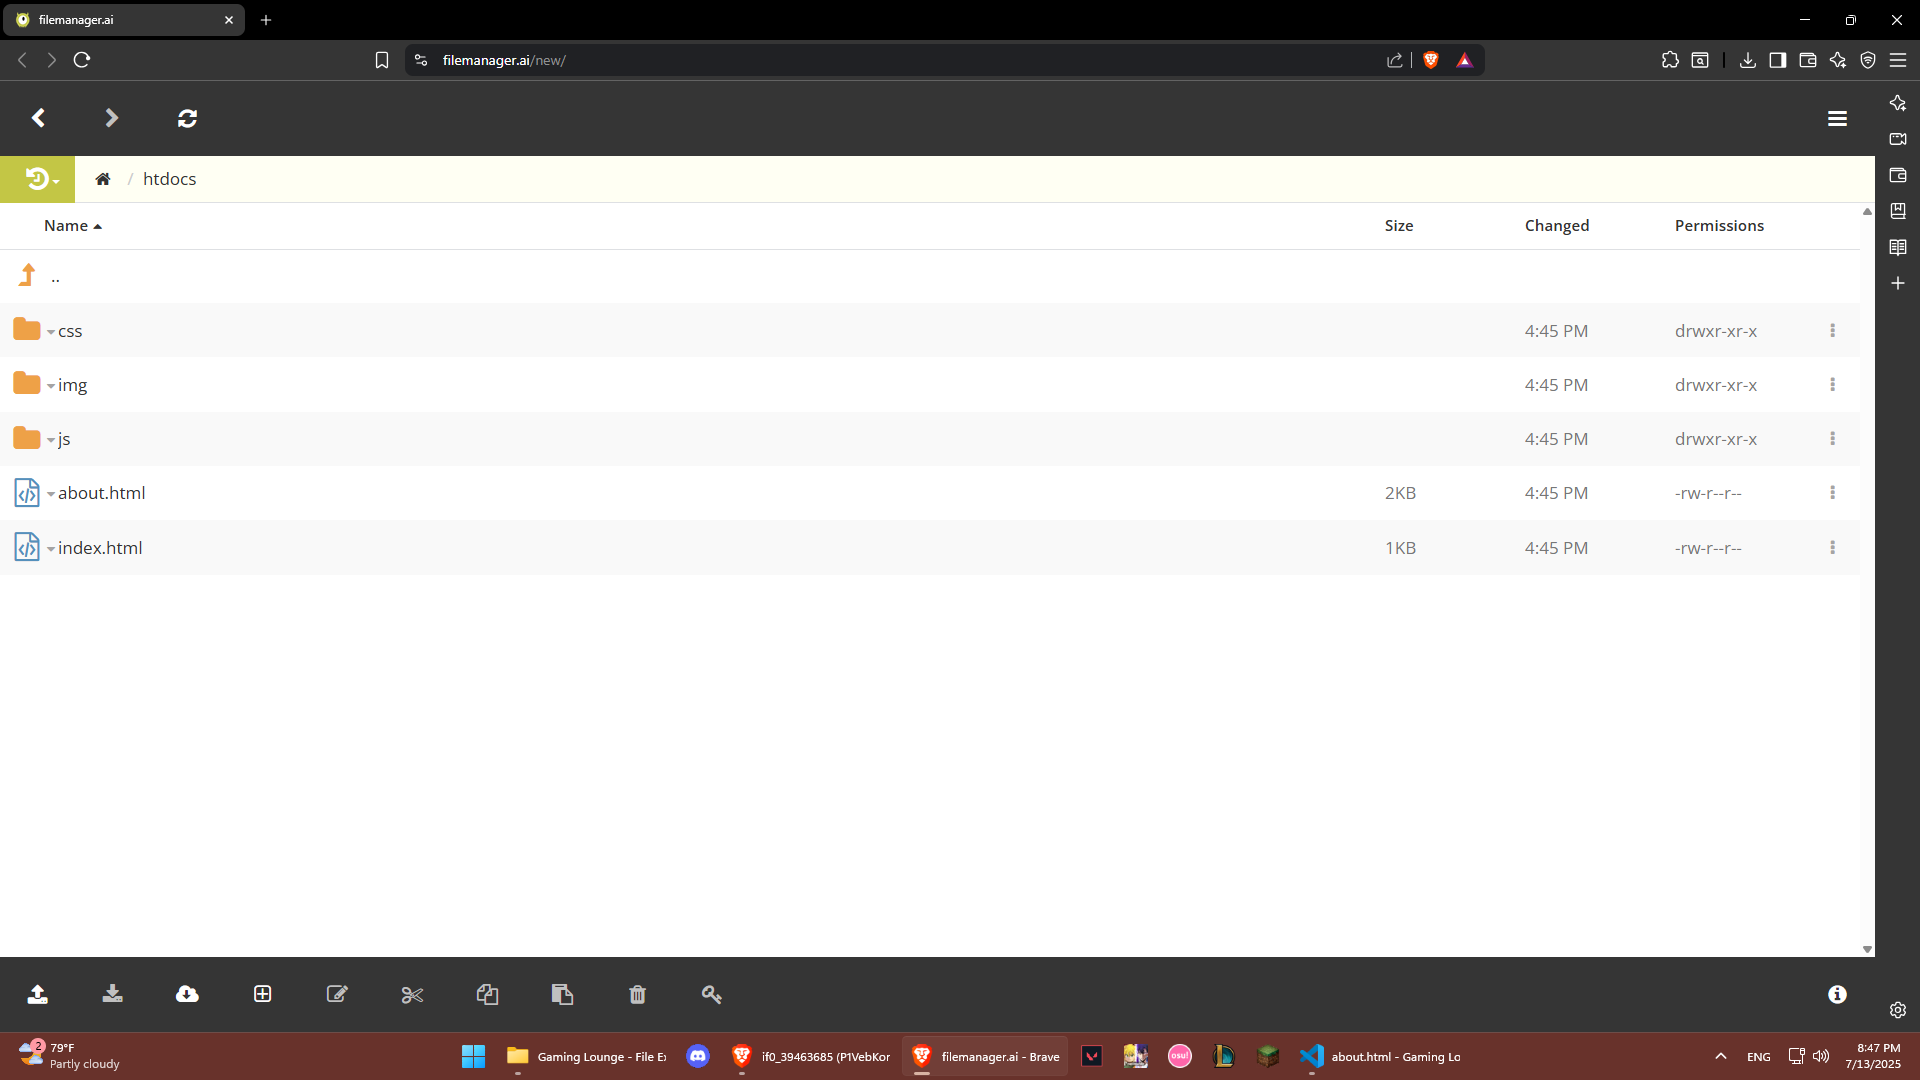 filemanager.ai
filemanager.ai/new/
/ htdocs
Name Size Changed Permissions
..
css 4:45 PM drwxr-xr-x
img 4:45 PM drwxr-xr-x
js 4:45 PM drwxr-xr-x
about.html 2KB 4:45 PM -rw-r--r--
index.html 1KB 4:45 PM -rw-r--r--
2
79°F
Partly cloudy
Gaming Lounge - File Ex
if0_39463685 (P1VebKor
filemanager.ai - Brave
osu!
about.html - Gaming Lo
ENG
8:47 PM
7/13/2025